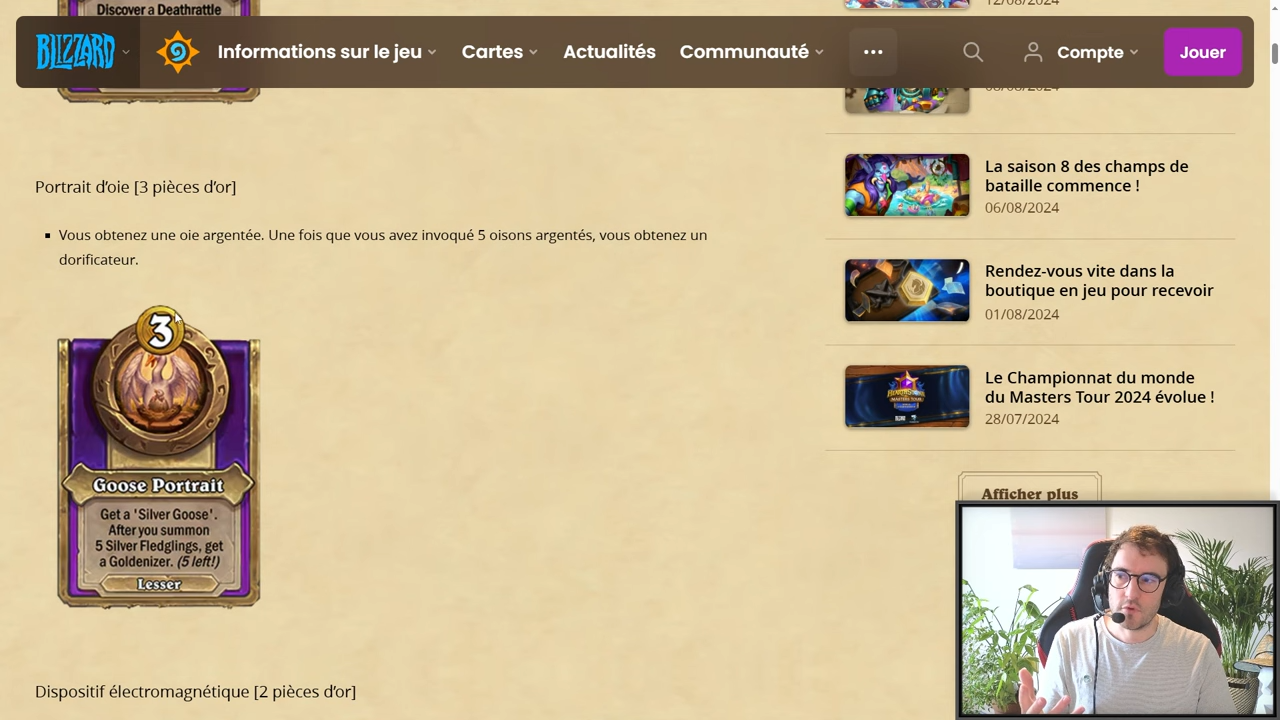 Discover a Deathrattle
BLIZZARD
Informations sur le jeu
Cartes
Actualités
Communauté
Compte
Jouer
Portrait d'oie [3 pièces d'or]
▪ Vous obtenez une oie argentée. Une fois que vous avez invoqué 5 oisons argentés, vous obtenez un
dorificateur.
3
Goose Portrait
Get a 'Silver Goose'.
After you summon
5 Silver Fledglings, get
a Goldenizer. (5 left!)
Lesser
Dispositif électromagnétique [2 pièces d'or]
12/08/2024
La saison 8 des champs de
bataille commence !
06/08/2024
Rendez-vous vite dans la
boutique en jeu pour recevoir
01/08/2024
Le Championnat du monde
du Masters Tour 2024 évolue !
28/07/2024
Afficher plus